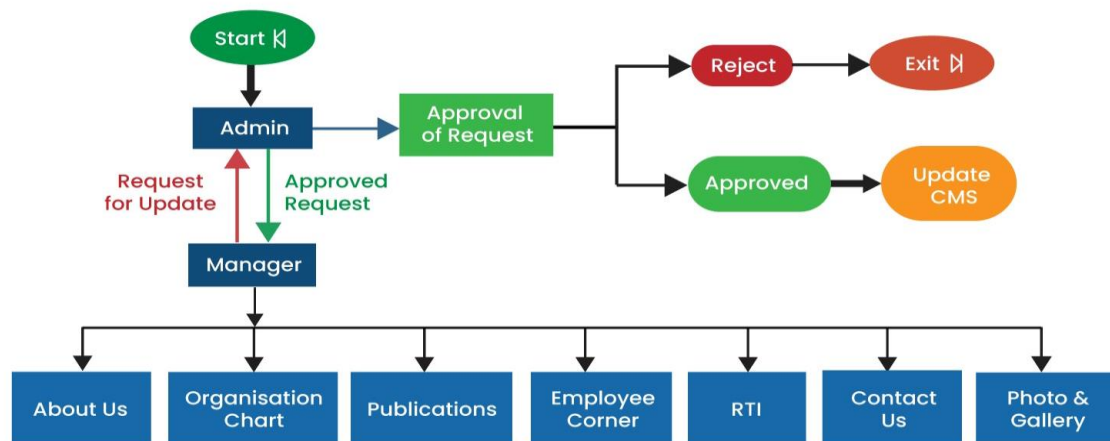 Start
Reject
Exit
Admin
Approval
of Request
Request
for Update
Approved
Request
Approved
Update
CMS
Manager
About Us
Organisation
Chart
Publications
Employee
Corner
RTI
Contact
Us
Photo &
Gallery